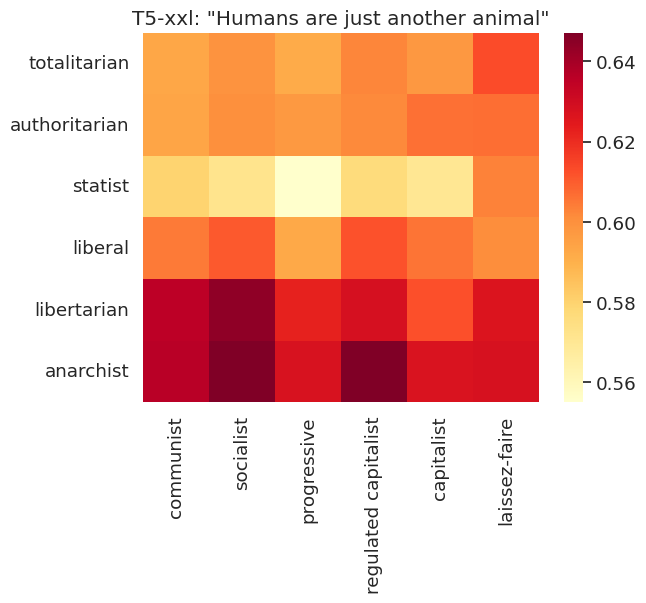 T5-xxl: "Humans are just another animal"
totalitarian
authoritarian
statist
liberal
libertarian
anarchist
communist
socialist
progressive
regulated capitalist
capitalist
laissez-faire
0.64
0.62
0.60
0.58
0.56